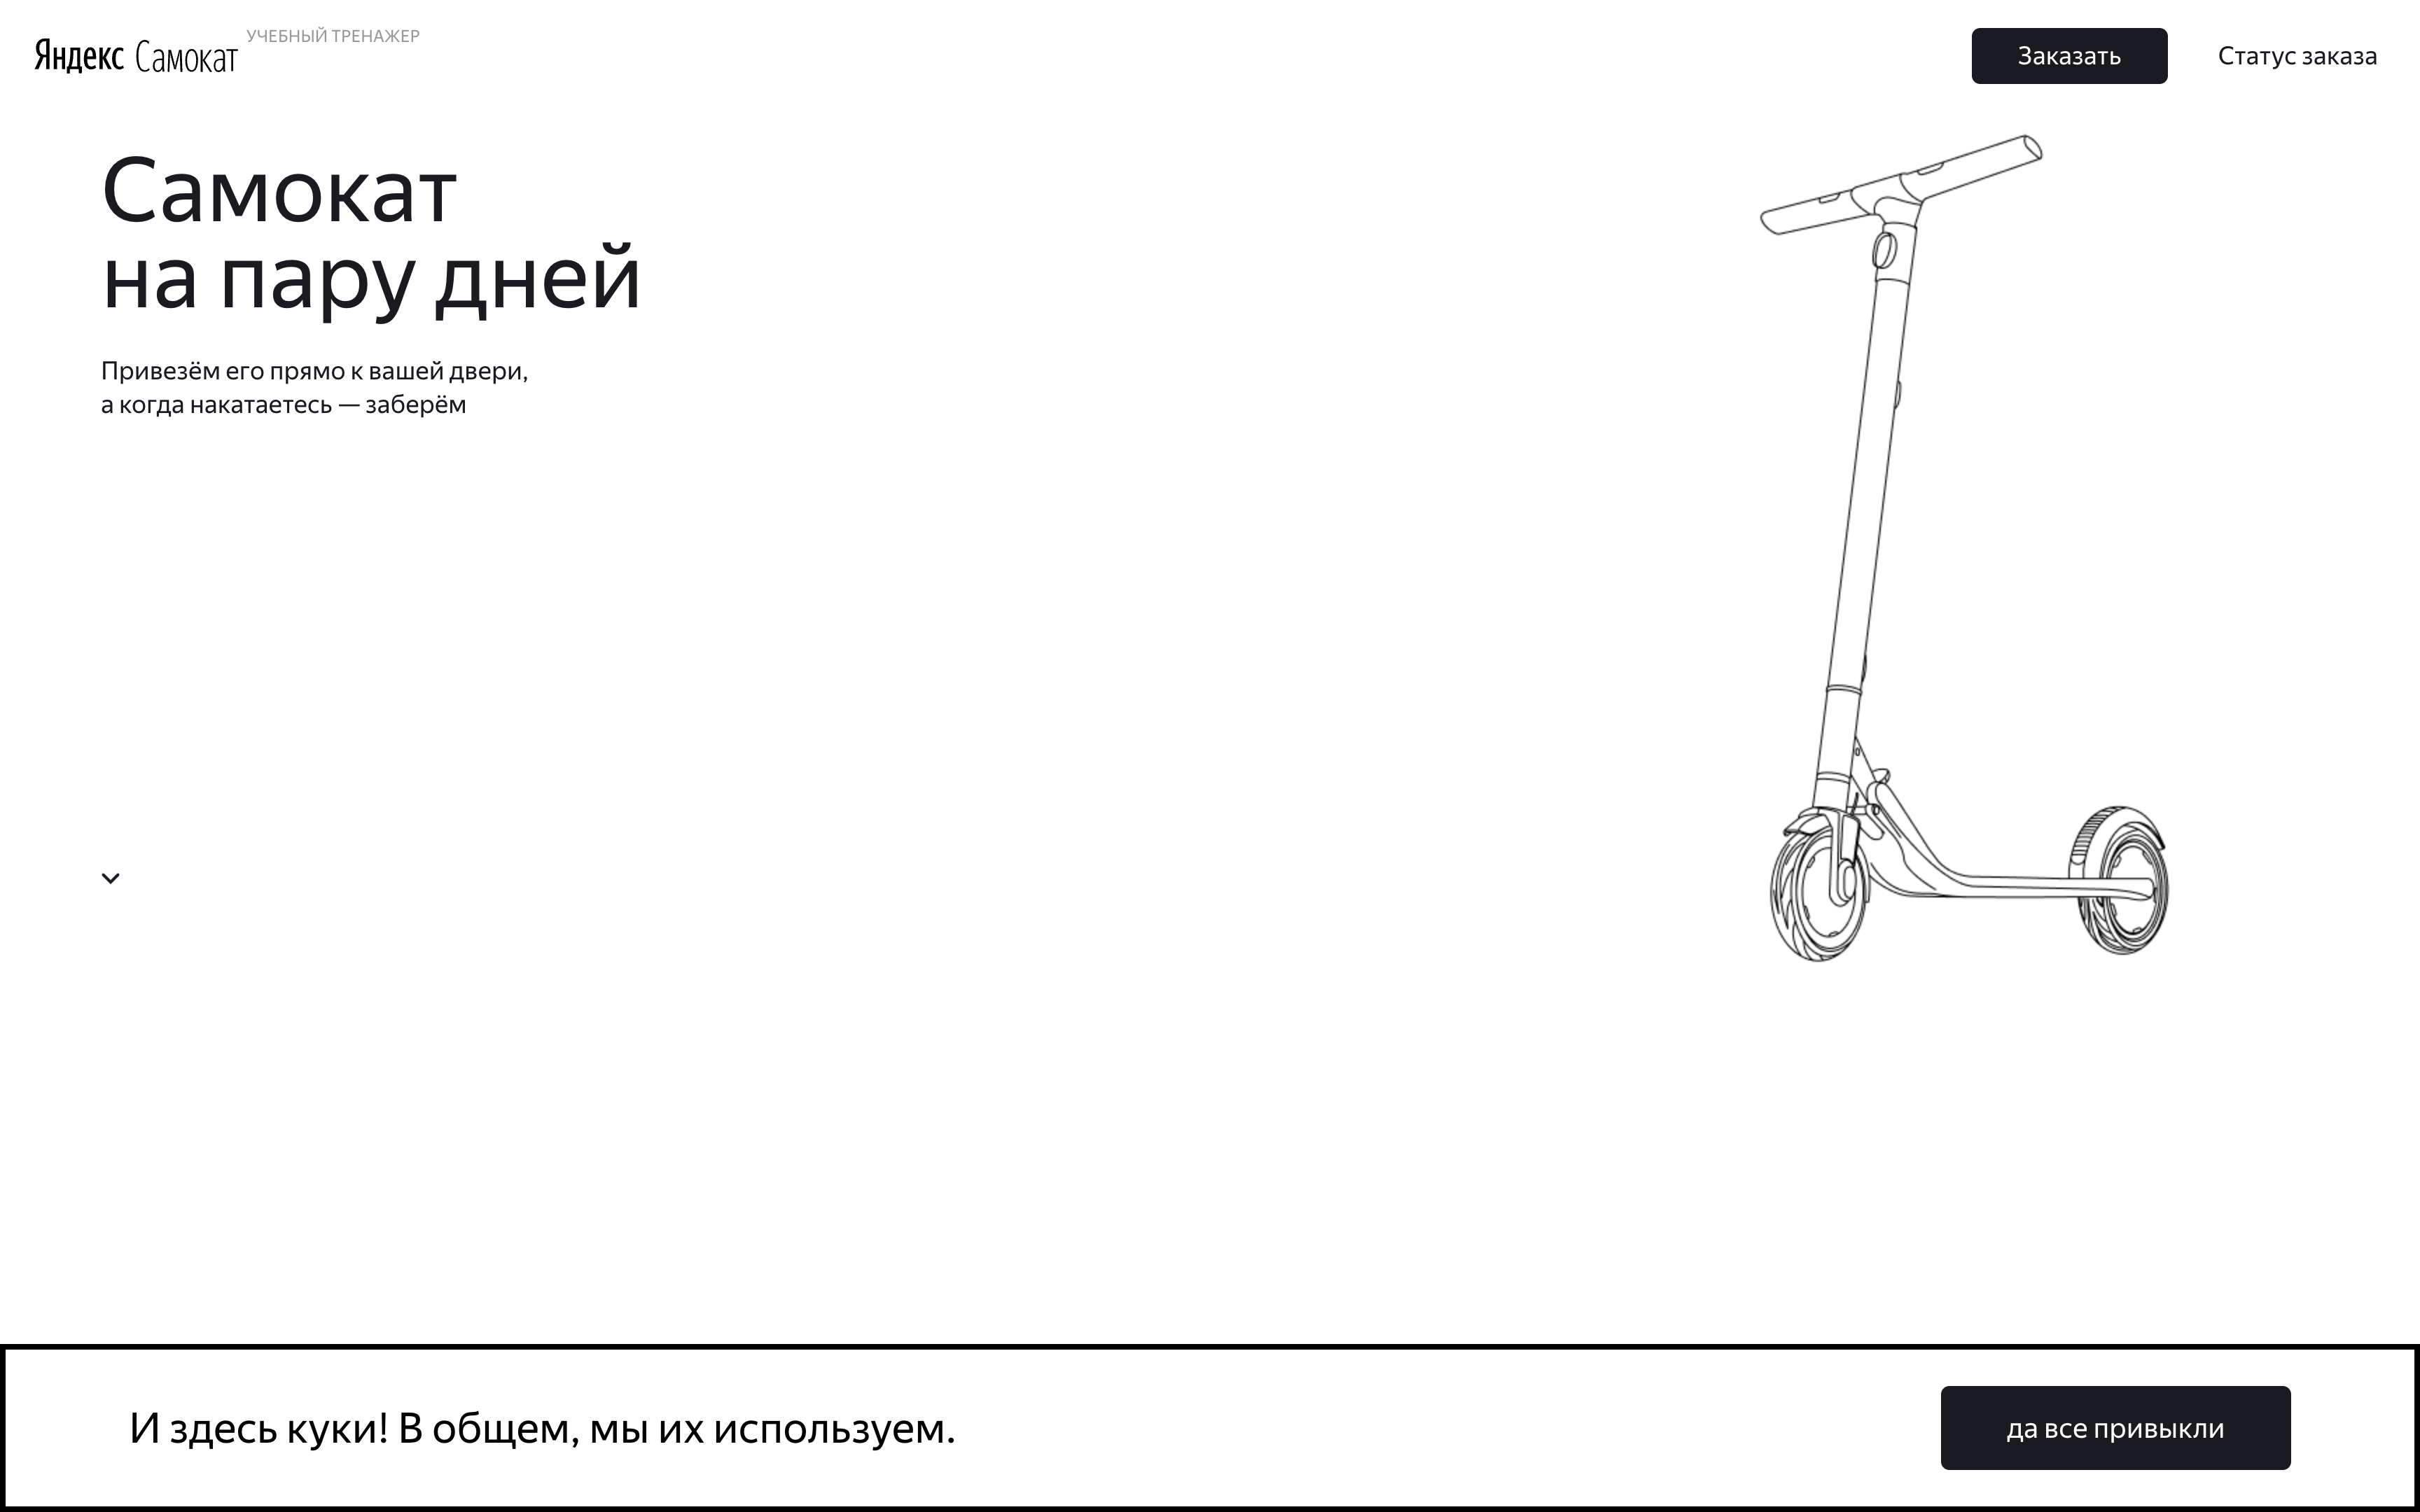 Яндекс Самокат
УЧЕБНЫЙ ТРЕНАЖЕР
Заказать
Статус заказа
Самокат
на пару дней
Привезём его прямо к вашей двери,
а когда накатаетесь — заберём
И здесь куки! В общем, мы их используем.
да все привыкли